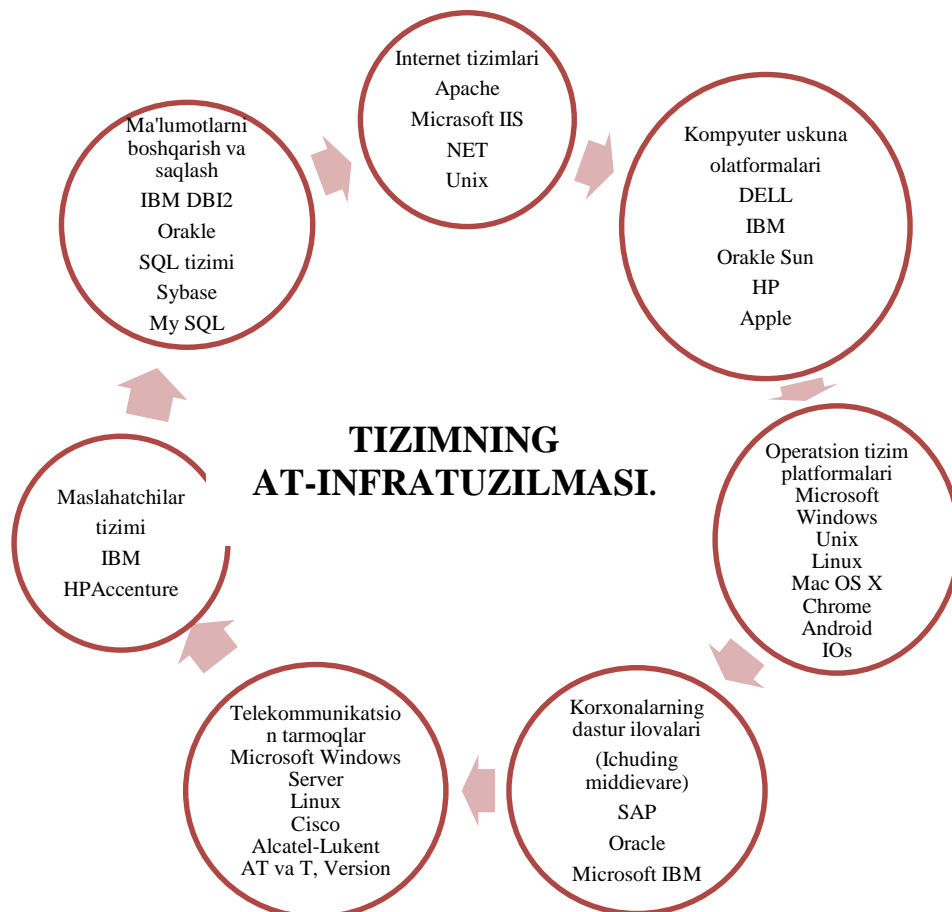 Internet tizimlari
Apache
Micrasoft IIS
NET
Unix
Kompyuter uskuna
olatformalari
DELL
IBM
Orakle Sun
HP
Apple
Operatsion tizim
platformalari
Microsoft
Windows
Unix
Linux
Mac OS X
Chrome
Android
IOs
Korxonalarning
dastur ilovalari
(Ichuding
middievare)
SAP
Oracle
Microsoft IBM
Telekommunikatsio
n tarmoqlar
Microsoft Windows
Server
Linux
Cisco
Alcatel-Lukent
AT va T, Version
Maslahatchilar
tizimi
IBM
HPAccenture
Ma'lumotlarni
boshqarish va
saqlash
IBM DBI2
Orakle
SQL tizimi
Sybase
My SQL
TIZIMNING
AT-INFRATUZILMASI.